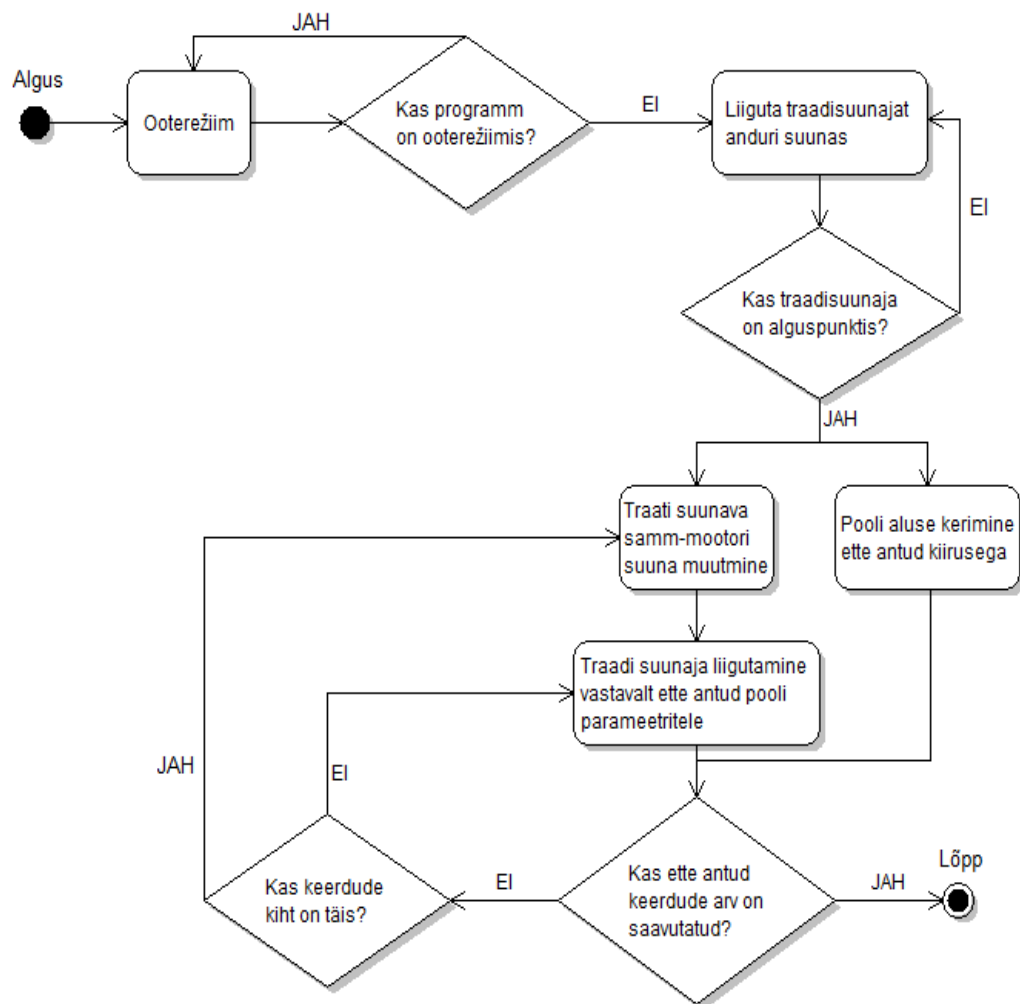 JAH
Algus
Ooterežiim
Kas programm
on ooterežiimis?
EI
Liiguta traadisuunajat
anduri suunas
EI
Kas traadisuunaja
on alguspunktis?
JAH
Traati suunava
samm-mootori
suuna muutmine
Pooli aluse kerimine
ette antud kiirusega
Traadi suunaja liigutamine
vastavalt ette antud pooli
parameetritele
JAH
EI
Kas keerdude
kiht on täis?
EI
Kas ette antud
keerdude arv on
saavutatud?
JAH
Lõpp